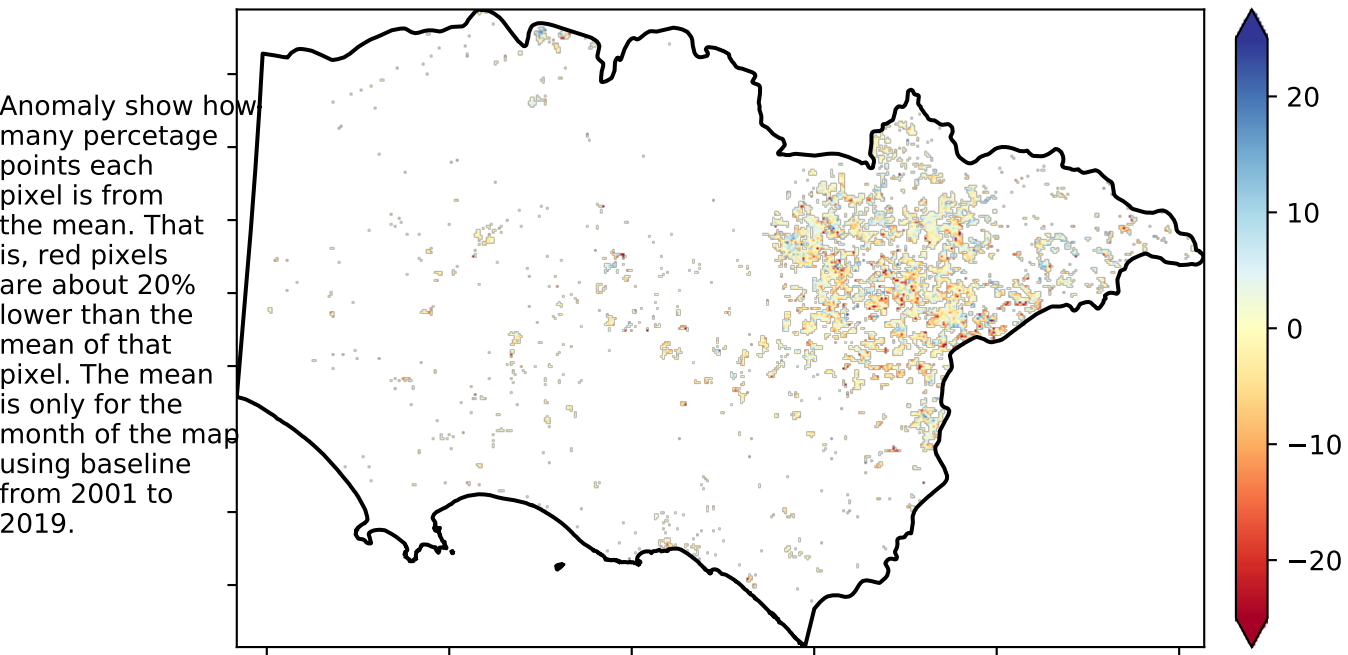 Anomaly show how
many percetage
points each
pixel is from
the mean. That
is, red pixels
are about 20%
lower than the
mean of that
pixel. The mean
is only for the
month of the map
using baseline
from 2001 to
2019.
20
10
0
−10
−20